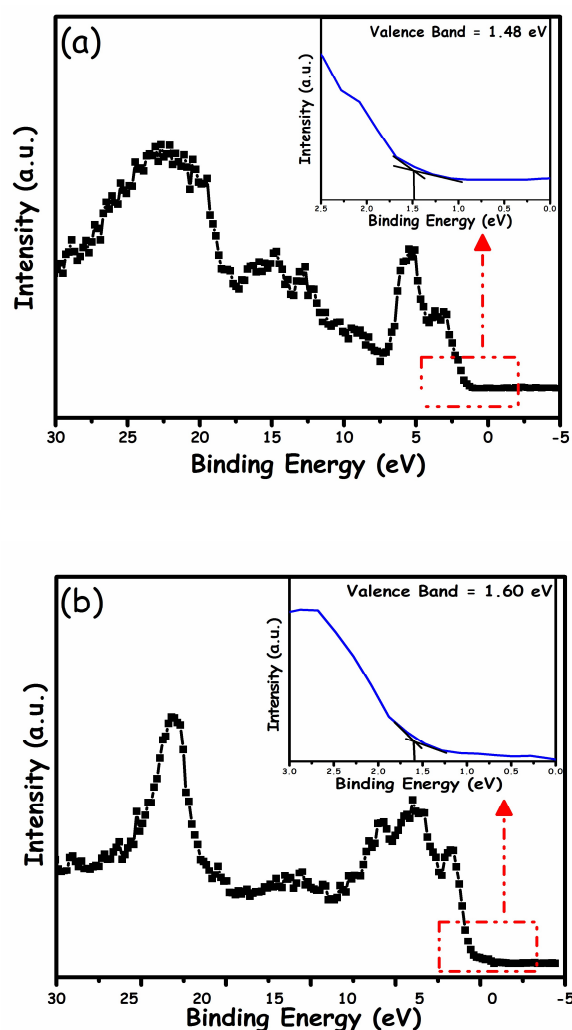 (a)
Valence Band = 1.48 eV
Intensity (a.u.)
2.5 2.0 1.5 1.0 0.5 0.0
Binding Energy (eV)
Intensity (a.u.)
30 25 20 15 10 5 0 -5
Binding Energy (eV)
(b)
Valence Band = 1.60 eV
Intensity (a.u.)
3.0 2.5 2.0 1.5 1.0 0.5 0.0
Binding Energy (eV)
Intensity (a.u.)
30 25 20 15 10 5 0 -5
Binding Energy (eV)